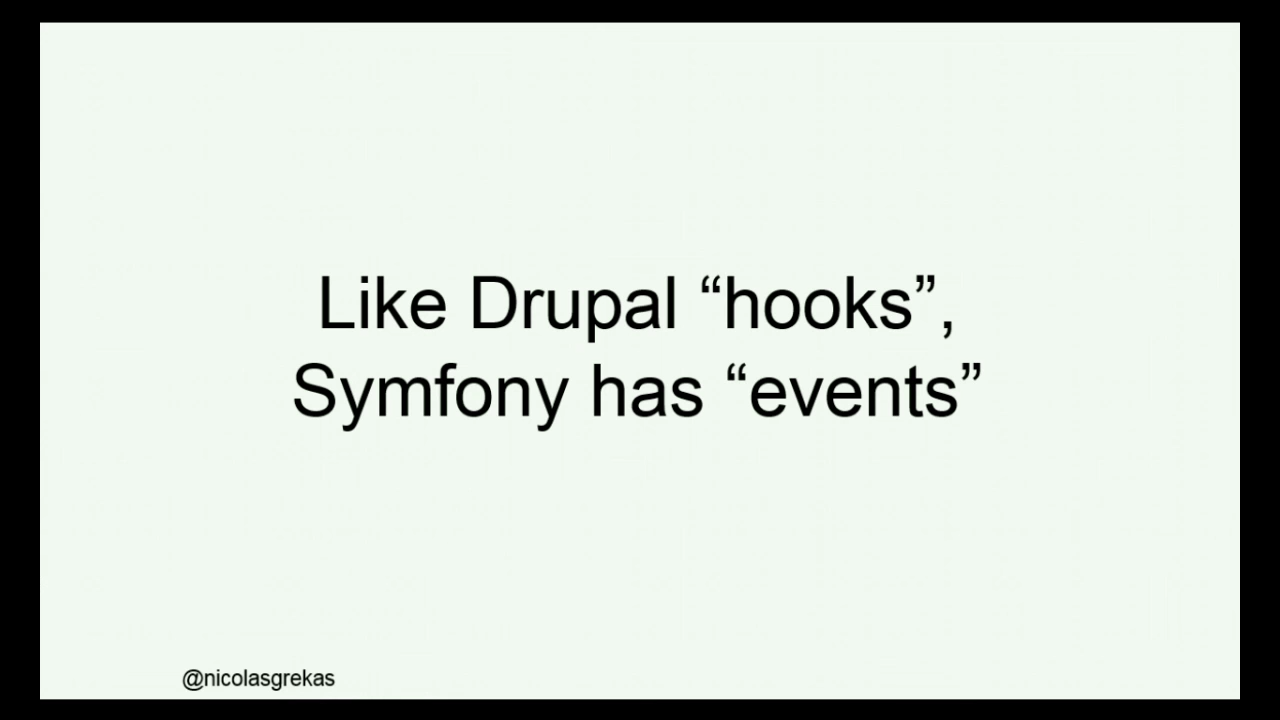 Like Drupal “hooks”,
Symfony has “events”
@nicolasgrekas